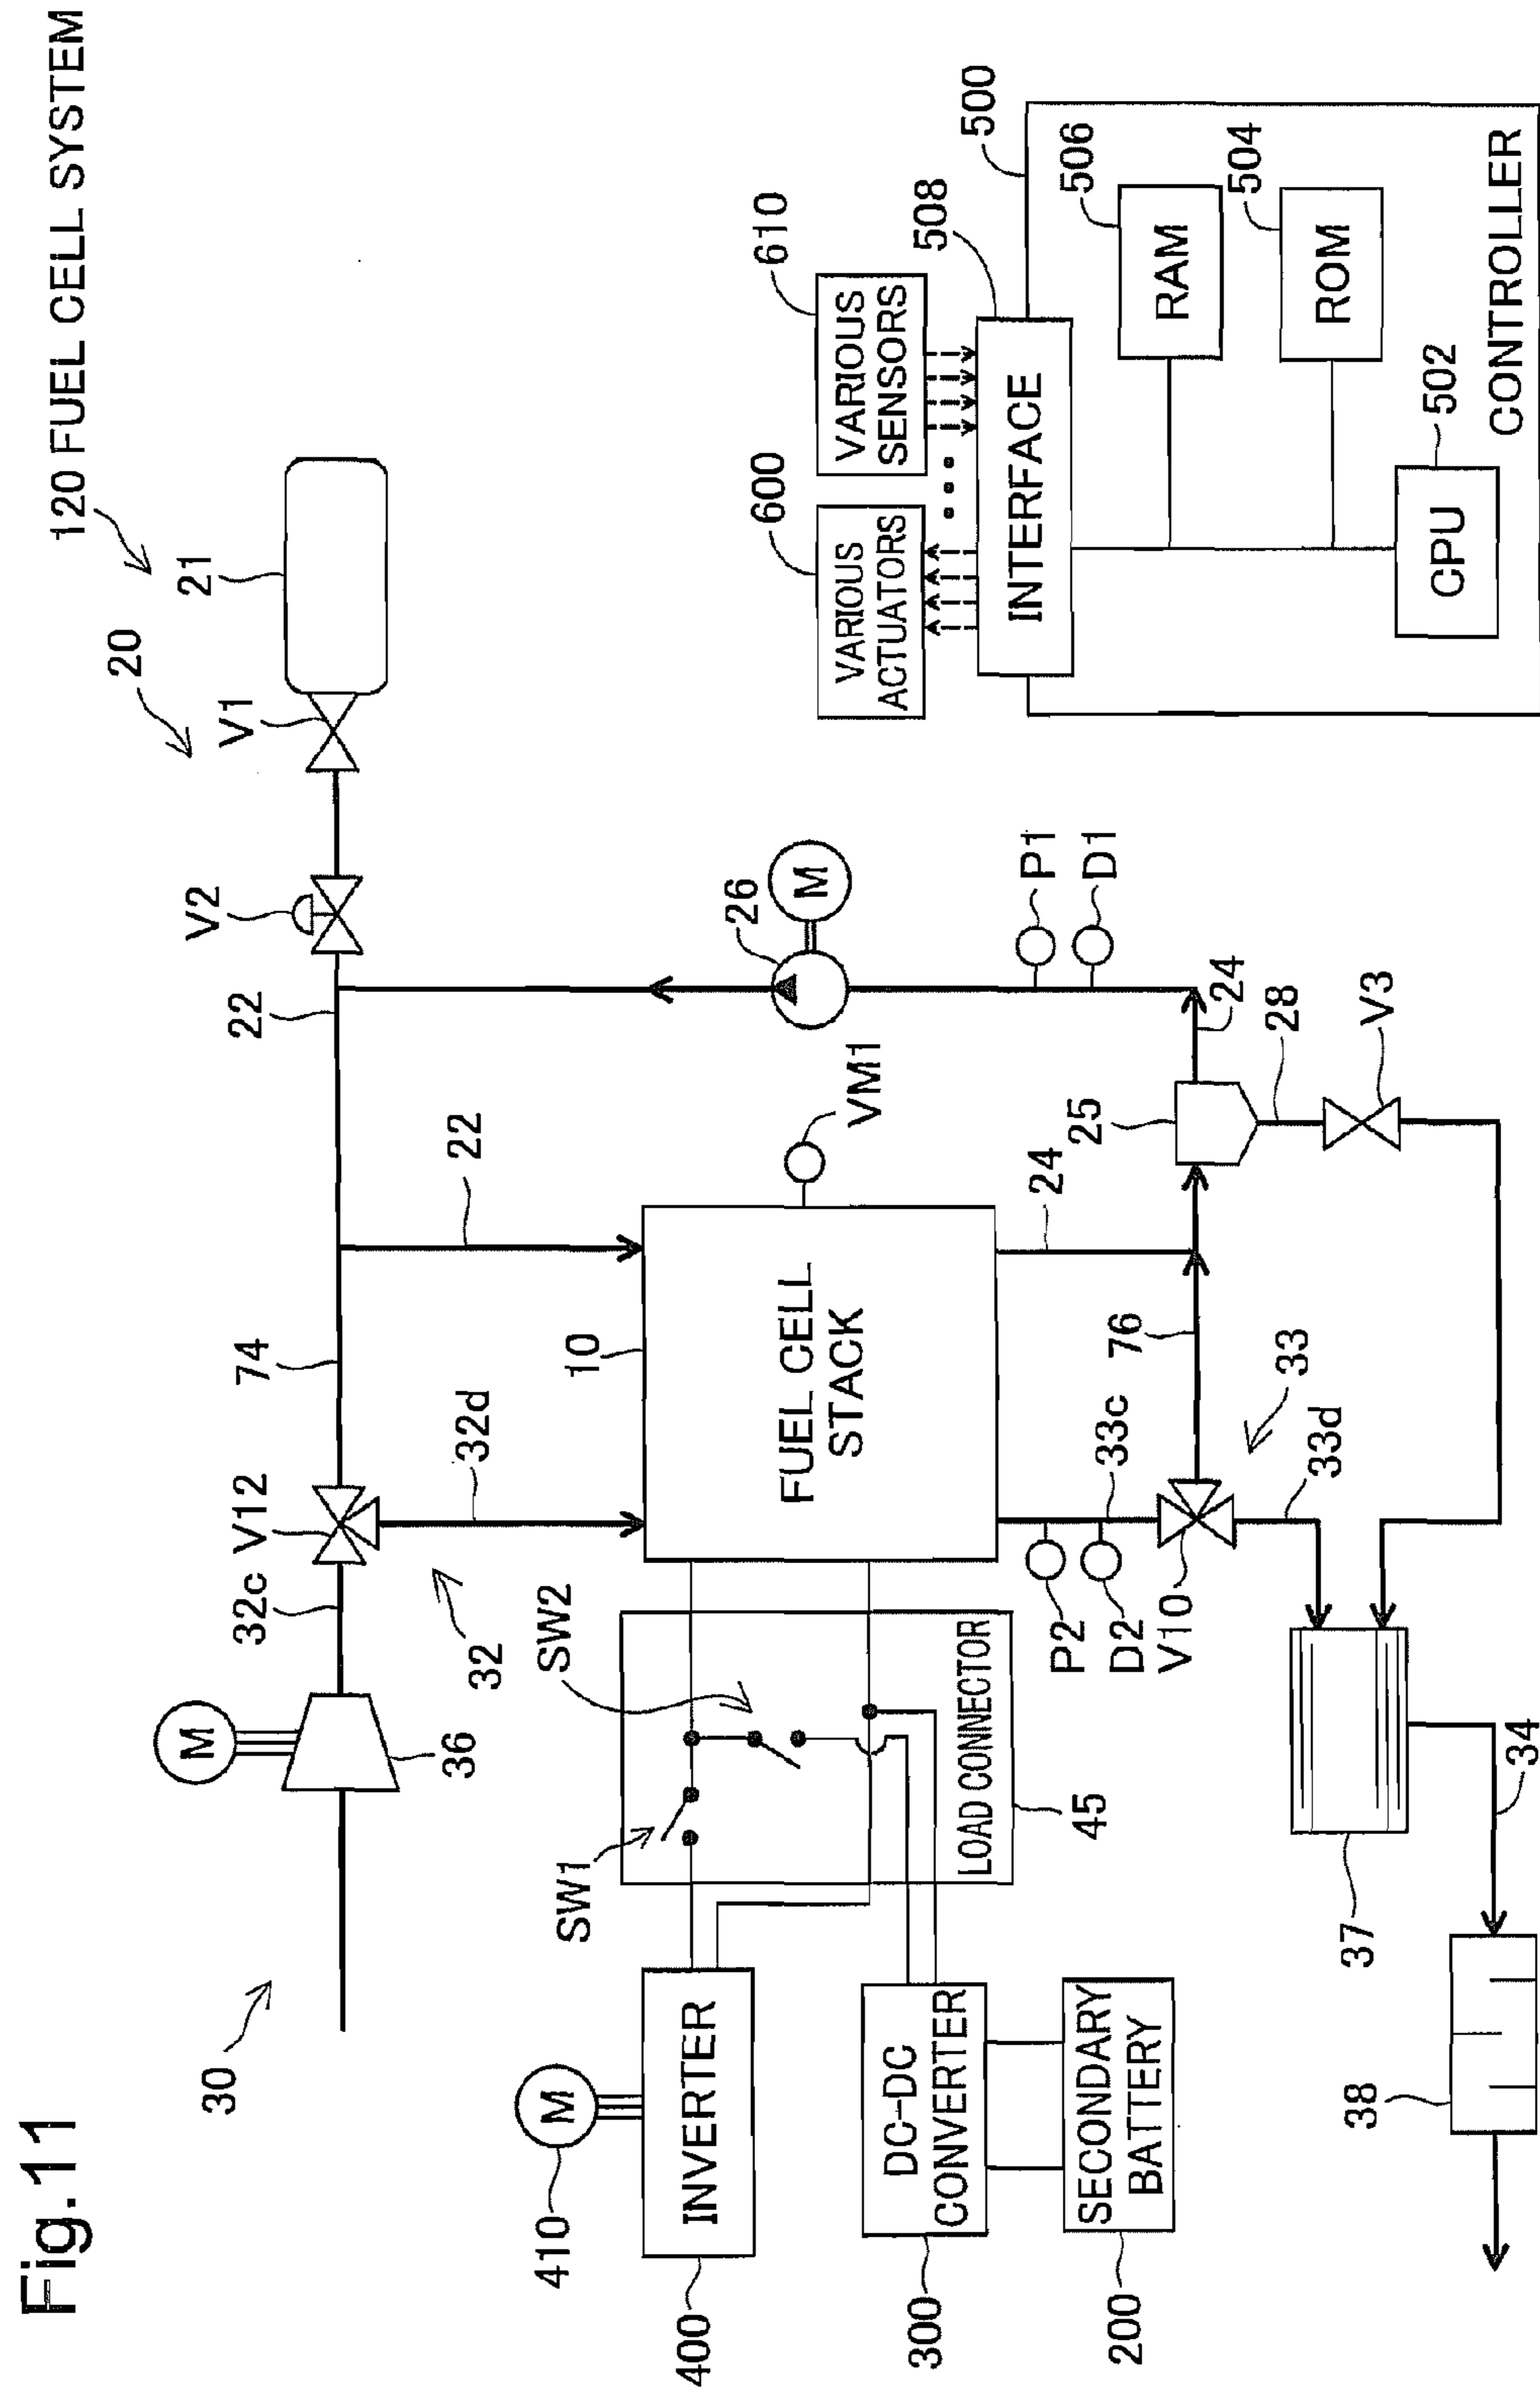 Fig.11
120 FUEL CELL SYSTEM
30
20
21
M
V1
V2
22
74
V12
32c
36
32
32d
22
26
M
410
M
400
INVERTER
SW1
SW2
10
FUEL CELL
STACK
VM1
300
DC-DC
CONVERTER
LOAD CONNECTOR
45
200
SECONDARY
BATTERY
P2
D2
V10
33c
76
33
33d
24
25
24
28
V3
P1
D1
37
34
38
600
VARIOUS
ACTUATORS
610
VARIOUS
SENSORS
508
500
INTERFACE
506
RAM
504
ROM
502
CPU
CONTROLLER